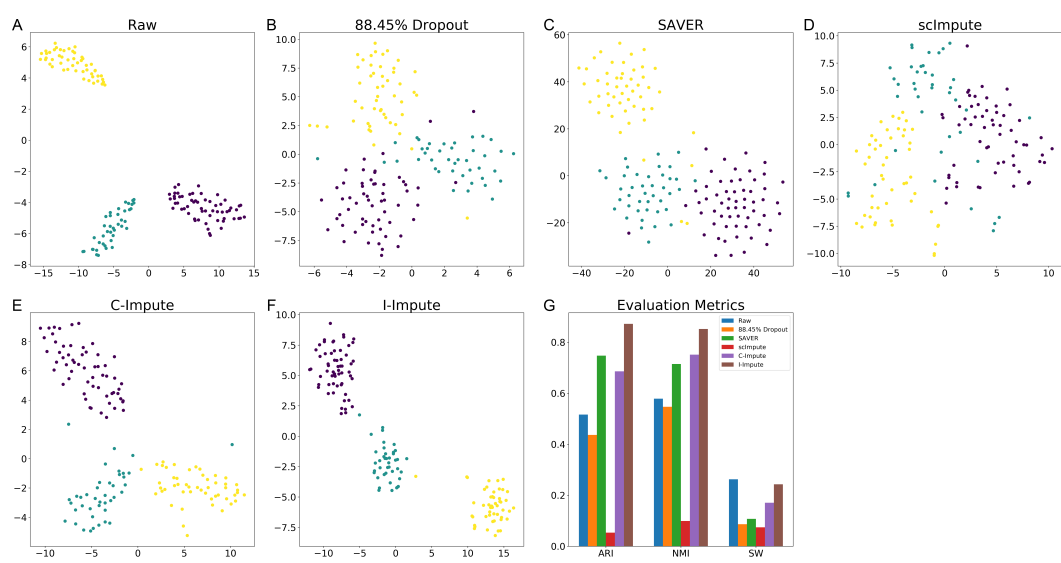 A Raw
6
4
2
0
−2
−4
−6
−8
−15 −10 −5 0 5 10 15
B 88.45% Dropout
10.0
7.5
5.0
2.5
0.0
−2.5
−5.0
−7.5
−6 −4 −2 0 2 4 6
C SAVER
60
40
20
0
−20
−40 −20 0 20 40
D scImpute
10.0
7.5
5.0
2.5
0.0
−2.5
−5.0
−7.5
−10.0
−10 −5 0 5 10
E C-Impute
8
6
4
2
0
−2
−4
−10 −5 0 5 10
F I-Impute
10.0
7.5
5.0
2.5
0.0
−2.5
−5.0
−7.5
−10 −5 0 5 10 15
G Evaluation Metrics
0.8
0.6
0.4
0.2
0.0
ARI NMI SW
Raw
88.45% Dropout
SAVER
scImpute
C-Impute
I-Impute